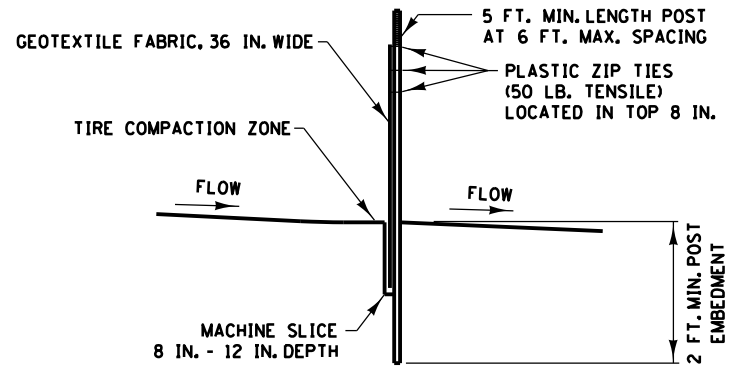 5 FT. MIN. LENGTH POST
AT 6 FT. MAX. SPACING
GEOTEXTILE FABRIC, 36 IN. WIDE
PLASTIC ZIP TIES
(50 LB. TENSILE)
LOCATED IN TOP 8 IN.
TIRE COMPACTION ZONE
FLOW
FLOW
MACHINE SLICE
8 IN. - 12 IN. DEPTH
2 FT. MIN. POST
EMBEDMENT